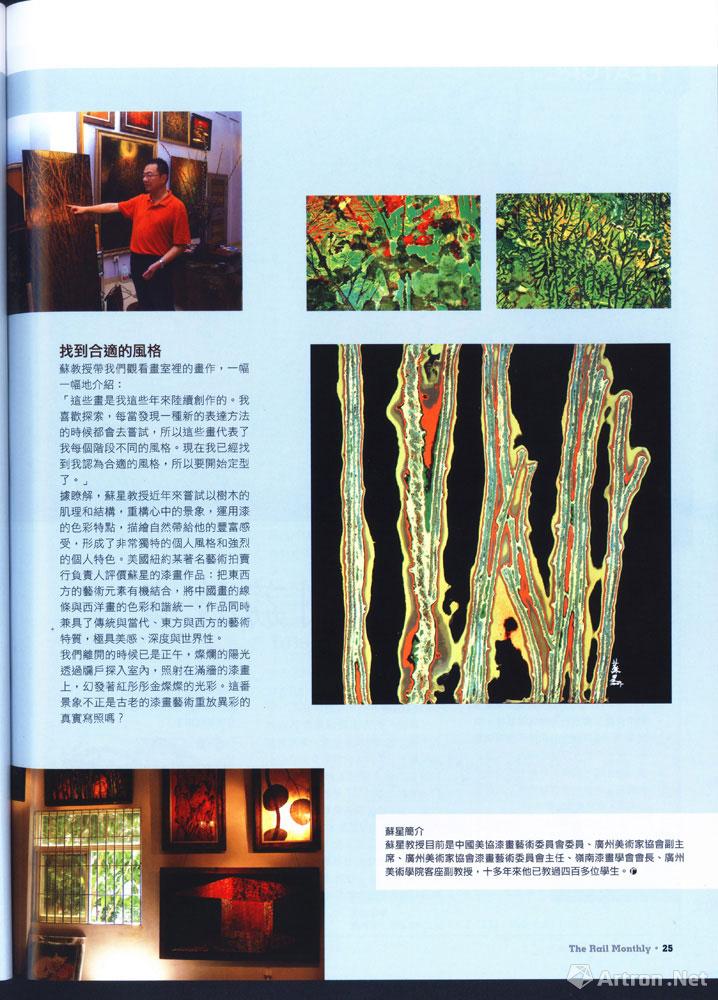 找到合適的風格
蘇教授帶我們觀看畫室裡的畫作，一幅
一幅地介紹：
「這些畫是我這些年來陸續創作的。我
喜歡探索，每當發現一種新的表達方法
的時候都會去嘗試，所以這些畫代表了
我每個階段不同的風格。現在我已經找
到我認為合適的風格，所以要開始定型
了。」
據瞭解，蘇星教授近年來嘗試以樹木的
肌理和結構，重構心中的景象，運用漆
的色彩特點，描繪自然帶給他的豐富感
受，形成了非常獨特的個人風格和強烈
的個人特色。美國紐約某著名藝術拍賣
行負責人評價蘇星的漆畫作品：把東西
方的藝術元素有機結合，將中國畫的線
條與西洋畫的色彩和諧統一，作品同時
兼具了傳統與當代、東方與西方的藝術
特質，極具美感、深度與世界性。
我們離開的時候已是正午，燦爛的陽光
透過牖戶探入室內，照射在滿牆的漆畫
上，幻發著紅彤彤金燦燦的光彩。這番
景象不正是古老的漆畫藝術重放異彩的
真實寫照嗎？
蘇星
蘇星簡介
蘇星教授目前是中國美協漆畫藝術委員會委員、廣州美術家協會副主
席、廣州美術家協會漆畫藝術委員會主任、嶺南漆畫學會會長、廣州
美術學院客座副教授，十多年來他已教過四百多位學生。
The Rail Monthly • 25
Artron.Net